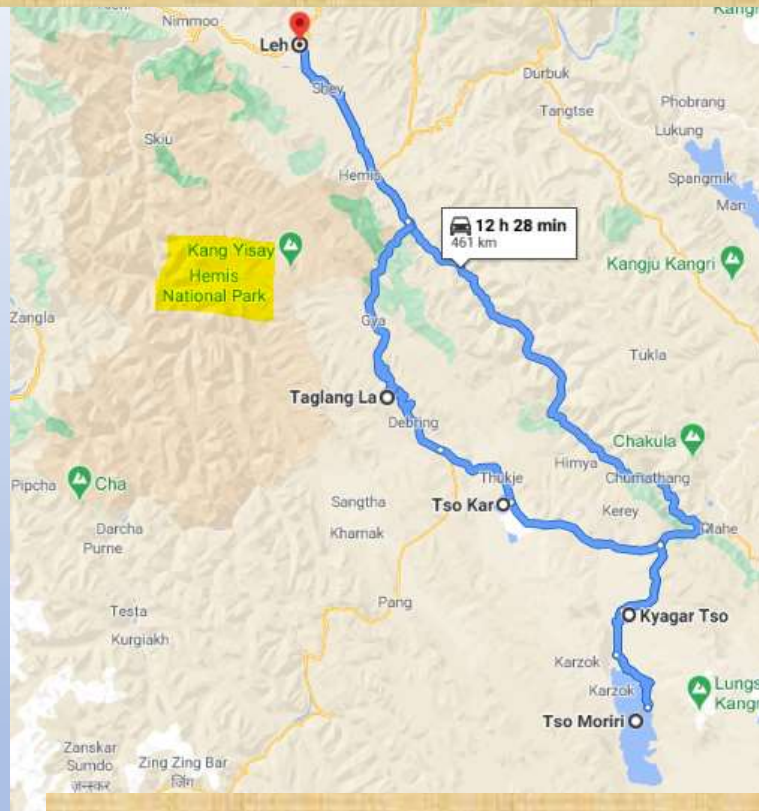 Nimmoo
Leh
Shey
Durbuk
Tangtse
Phobrang
Lukung
Skiu
Hemis
Spangmik
Man
12 h 28 min
461 km
Kang Yisay
Hemis
National Park
Kangju Kangri
Zangla
Gya
Tukla
Taglang La
Debring
Chakula
Himya
Chumathang
Pipcha
Cha
Thukje
Sangtha
Tso Kar
Kerey
Mahe
Darcha
Purne
Kharnak
Pang
Testa
Kurgiakh
Kyagar Tso
Karzok
Karzok
Lungs
Kangr
Tso Moriri
Zanskar
Sumdo
Zing Zing Bar